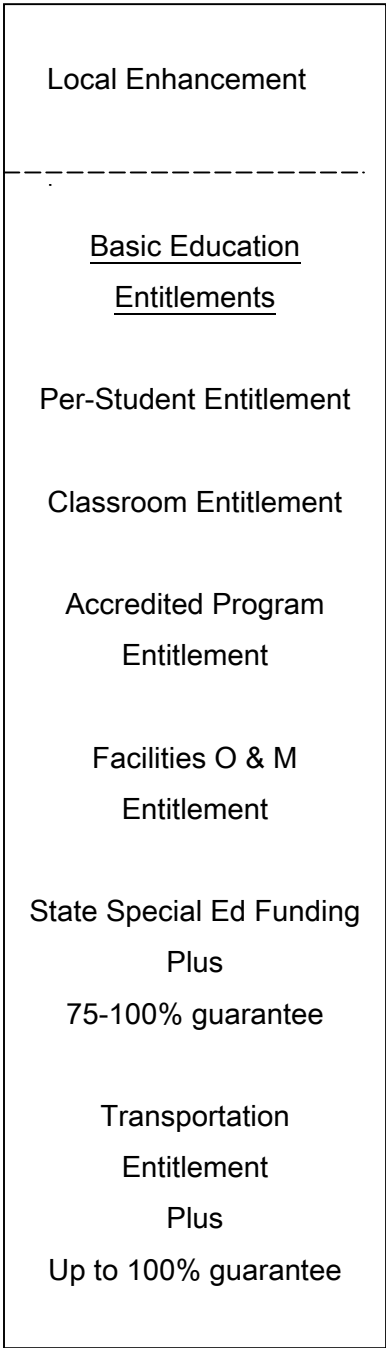 Local Enhancement
Basic Education
Entitlements
Per-Student Entitlement
Classroom Entitlement
Accredited Program
Entitlement
Facilities O & M
Entitlement
State Special Ed Funding
Plus
75-100% guarantee
Transportation
Entitlement
Plus
Up to 100% guarantee